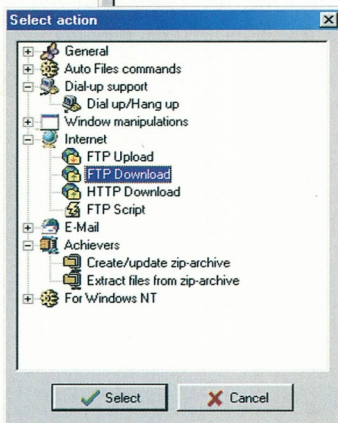 Select action
General
Auto Files commands
Dial-up support
Dial up/Hang up
Window manipulations
Internet
FTP Upload
FTP Download
HTTP Download
FTP Script
E-Mail
Achievers
Create/update zip-archive
Extract files from zip-archive
For Windows NT
Select
Cancel